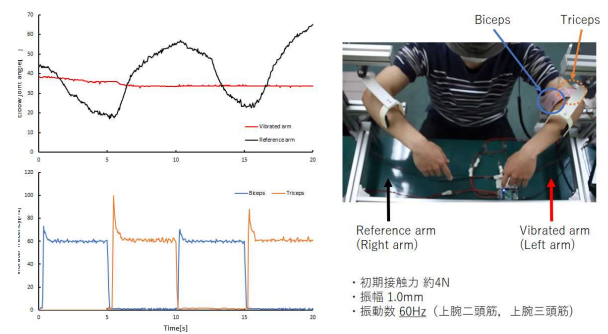 70
60
50
40
30
20
10
0
Elbow joint angle[
Vibrated arm
Reference arm
0
5
10
15
20
120
100
80
60
40
20
0
Biceps
Triceps
0
5
10
15
20
Time[s]
Biceps
Triceps
Reference arm
(Right arm)
Vibrated arm
(Left arm)
・初期接触力 約4N
・振幅 1.0mm
・振動数 60Hz（上腕二頭筋，上腕三頭筋）